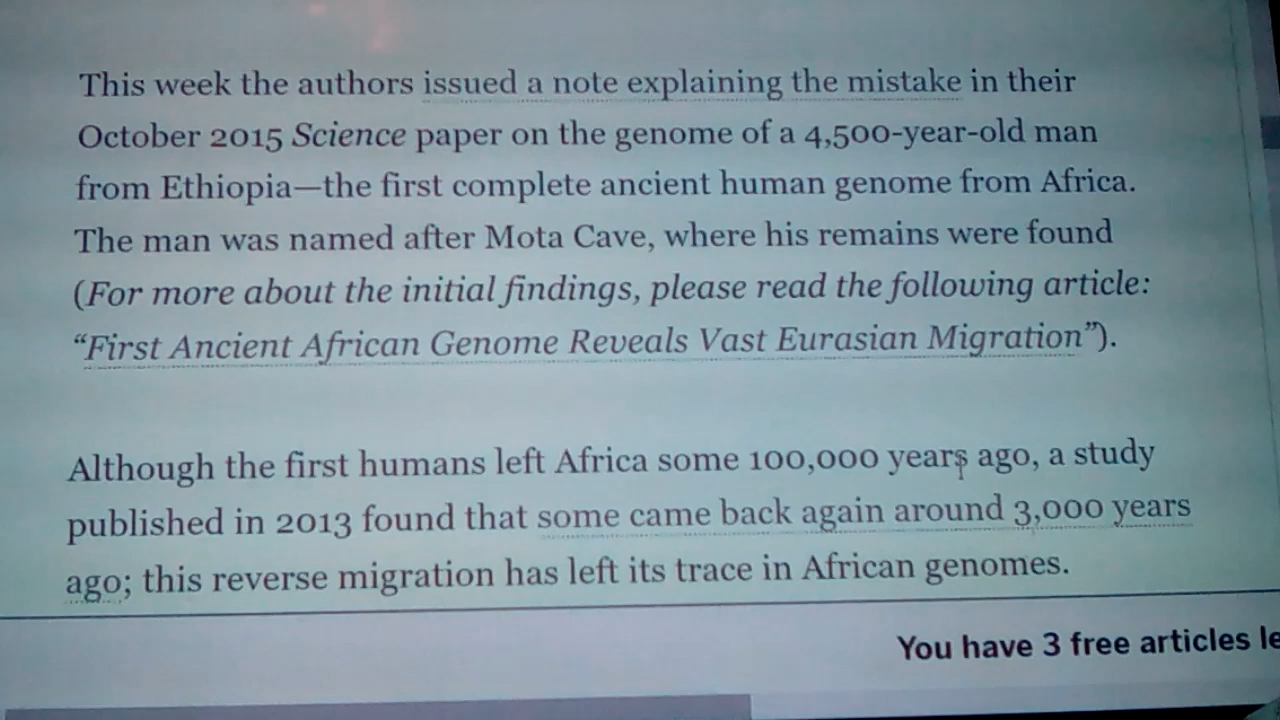 This week the authors issued a note explaining the mistake in their
October 2015 Science paper on the genome of a 4,500-year-old man
from Ethiopia—the first complete ancient human genome from Africa.
The man was named after Mota Cave, where his remains were found
(For more about the initial findings, please read the following article:
“First Ancient African Genome Reveals Vast Eurasian Migration”).
Although the first humans left Africa some 100,000 years ago, a study
published in 2013 found that some came back again around 3,000 years
ago; this reverse migration has left its trace in African genomes.
You have 3 free articles le